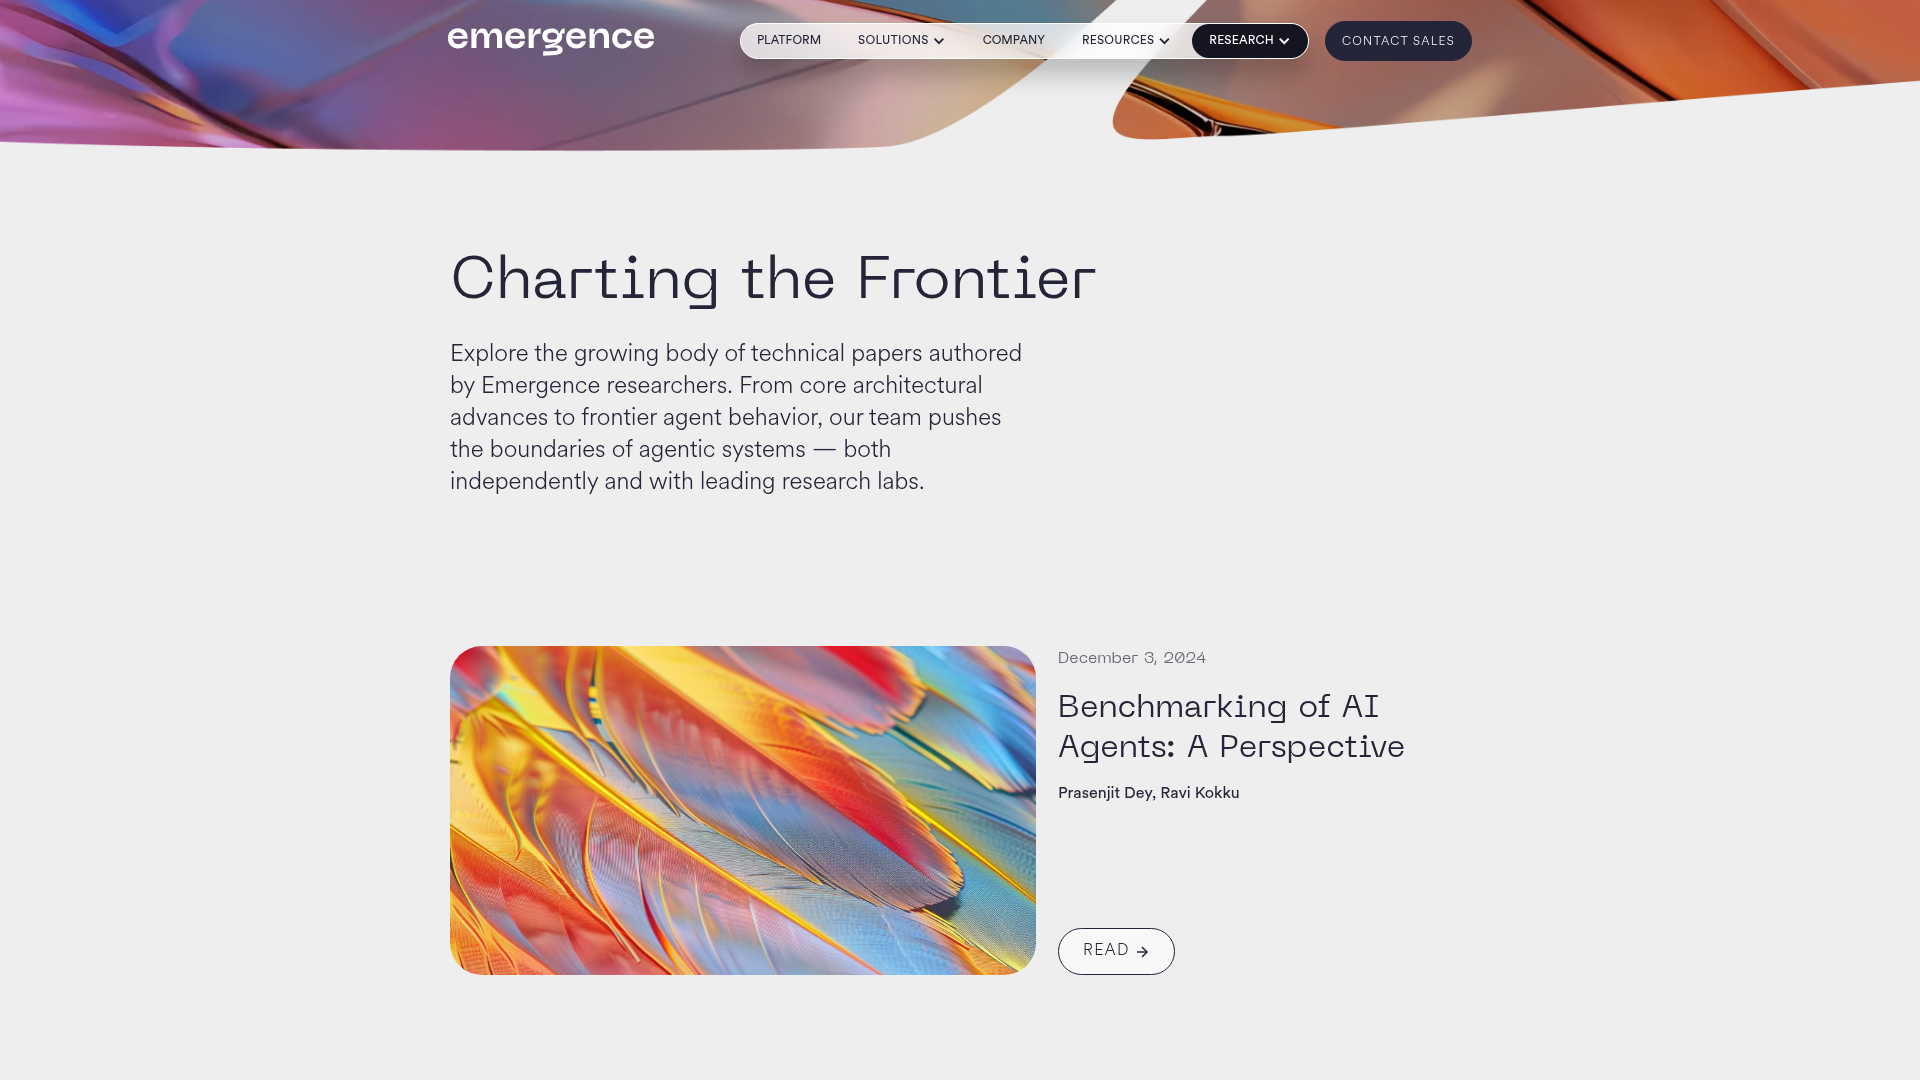 emergence
PLATFORM
SOLUTIONS
COMPANY
RESOURCES
RESEARCH
CONTACT SALES
Charting the Frontier
Explore the growing body of technical papers authored
by Emergence researchers. From core architectural
advances to frontier agent behavior, our team pushes
the boundaries of agentic systems — both
independently and with leading research labs.
December 3, 2024
Benchmarking of AI
Agents: A Perspective
Prasenjit Dey, Ravi Kokku
READ